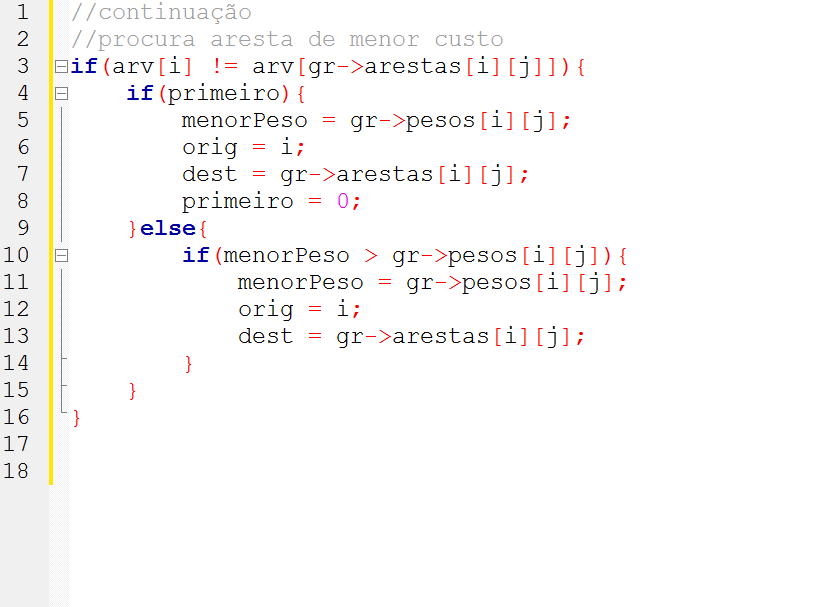 1 //continuação
2 //procura aresta de menor custo
3 if(arv[i] != arv[gr->arestas[i][j]]){
4 if(primeiro){
5 menorPeso = gr->pesos[i][j];
6 orig = i;
7 dest = gr->arestas[i][j];
8 primeiro = 0;
9 }else{
10 if(menorPeso > gr->pesos[i][j]){
11 menorPeso = gr->pesos[i][j];
12 orig = i;
13 dest = gr->arestas[i][j];
14 }
15 }
16 }
17
18